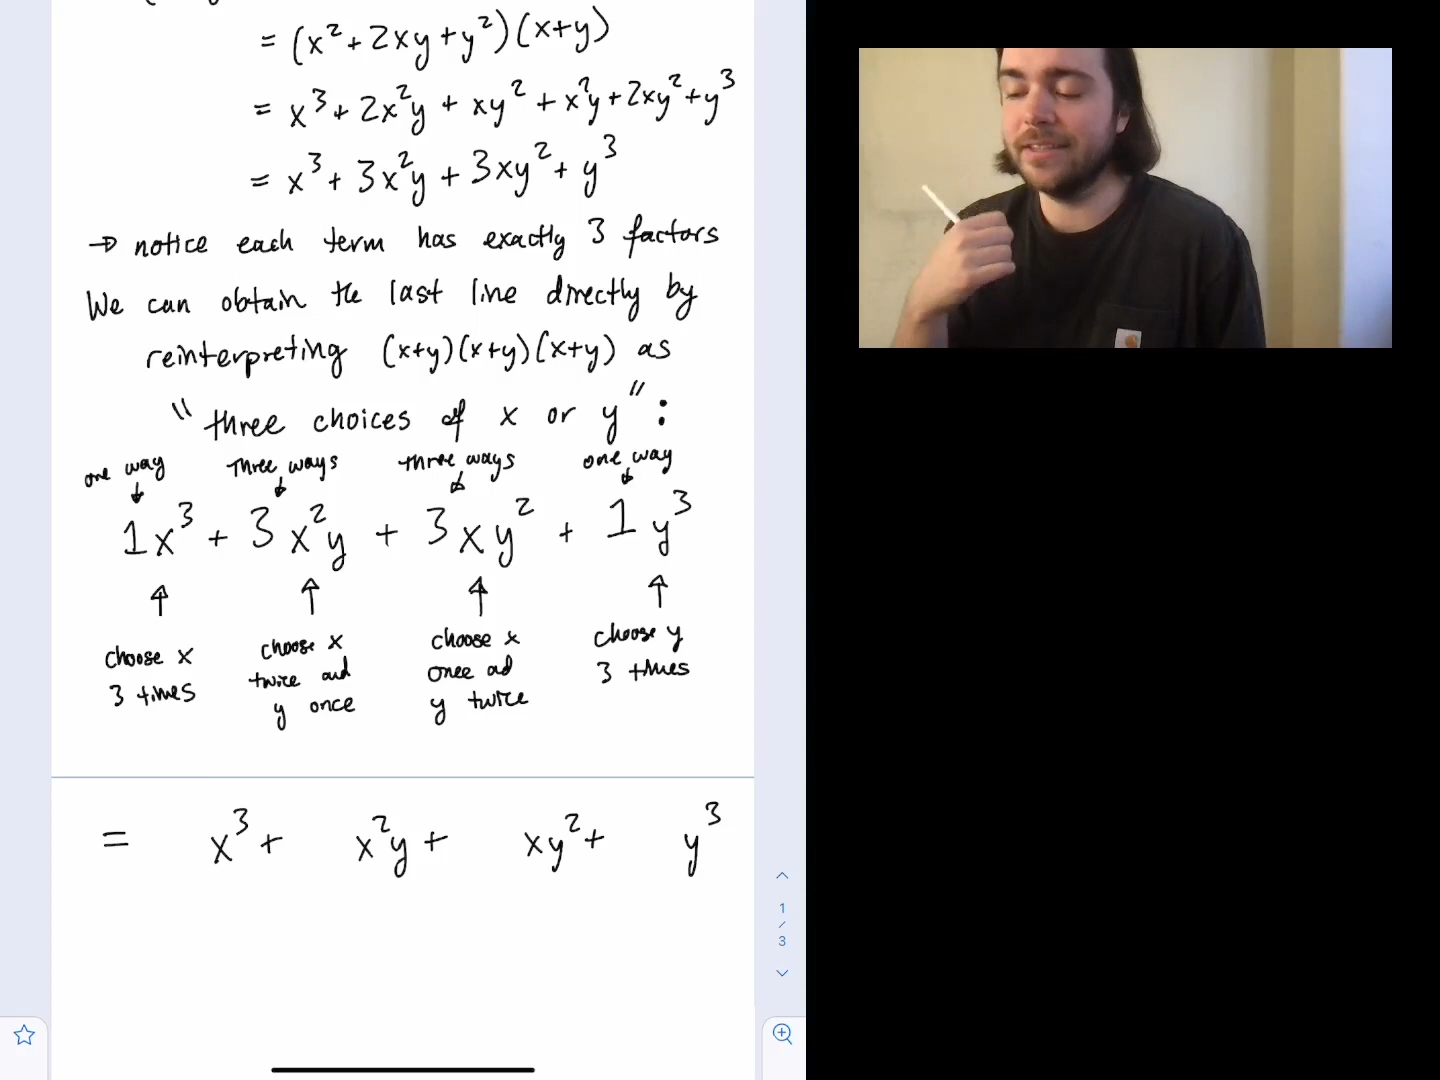 = (x²+2xy+y²)(x+y)
= x³+2x²y + xy² + x²y+2xy²+y³
= x³+3x²y+3xy²+y³
→ notice each term has exactly 3 factors
We can obtain the last line directly by
reinterpreting (x+y)(x+y)(x+y) as
"three choices of x or y":
one way three ways three ways one way
1x³ + 3x²y + 3xy² + 1y³
choose x choose x choose x choose y
3 times twice and once ad 3 times
y once y twice
= x³+ x²y+ xy²+ y³
1
/
3